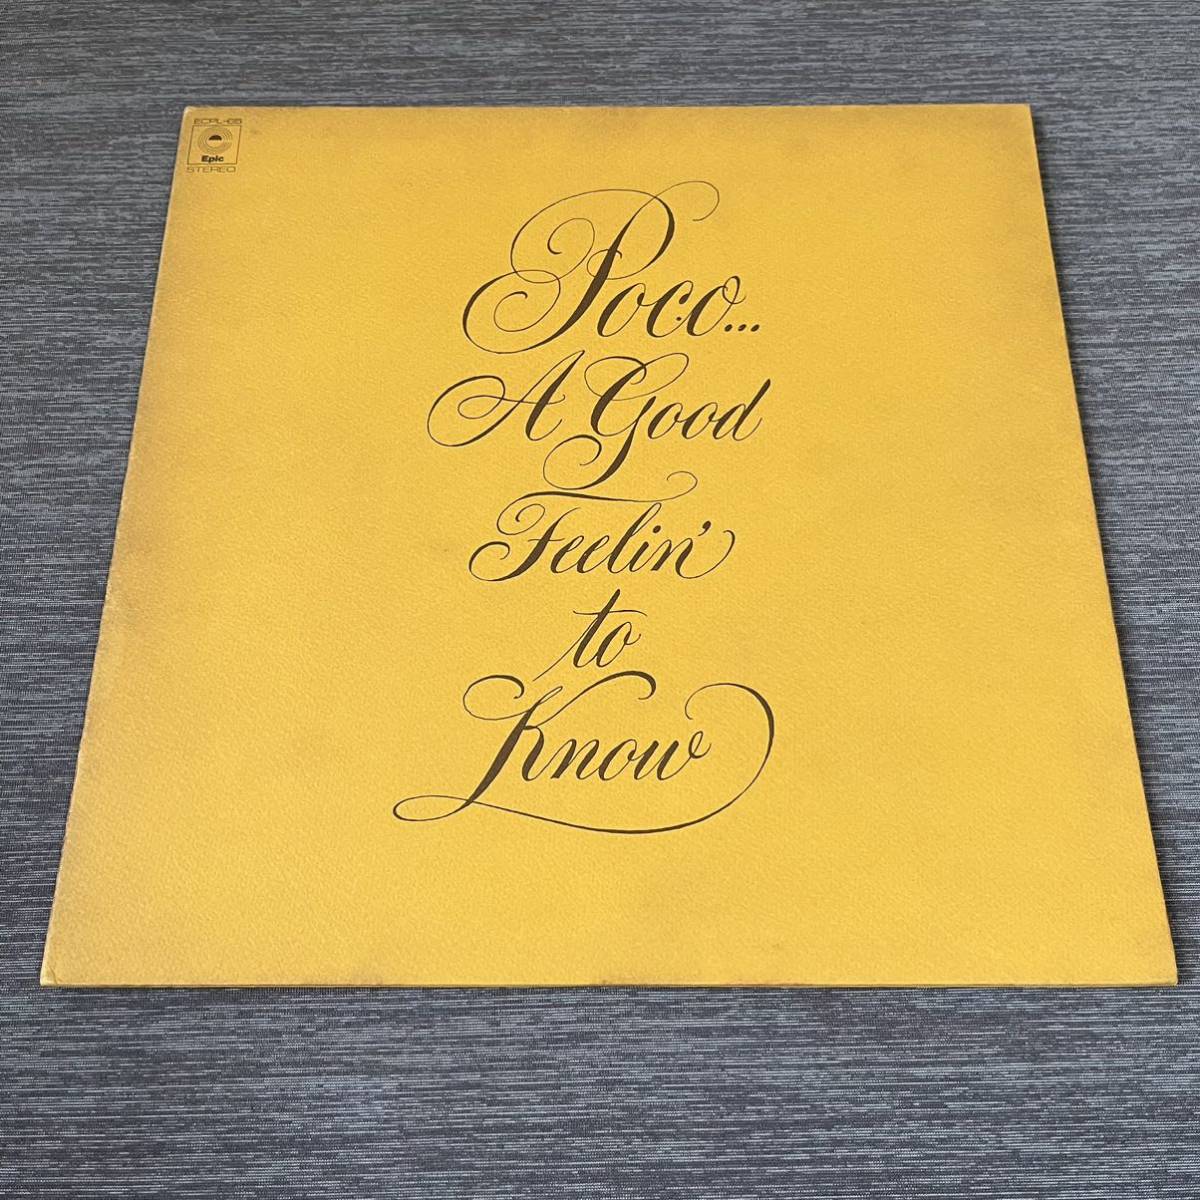 Epic
STEREO
Poco...
A Good
Feelin'
to
Know